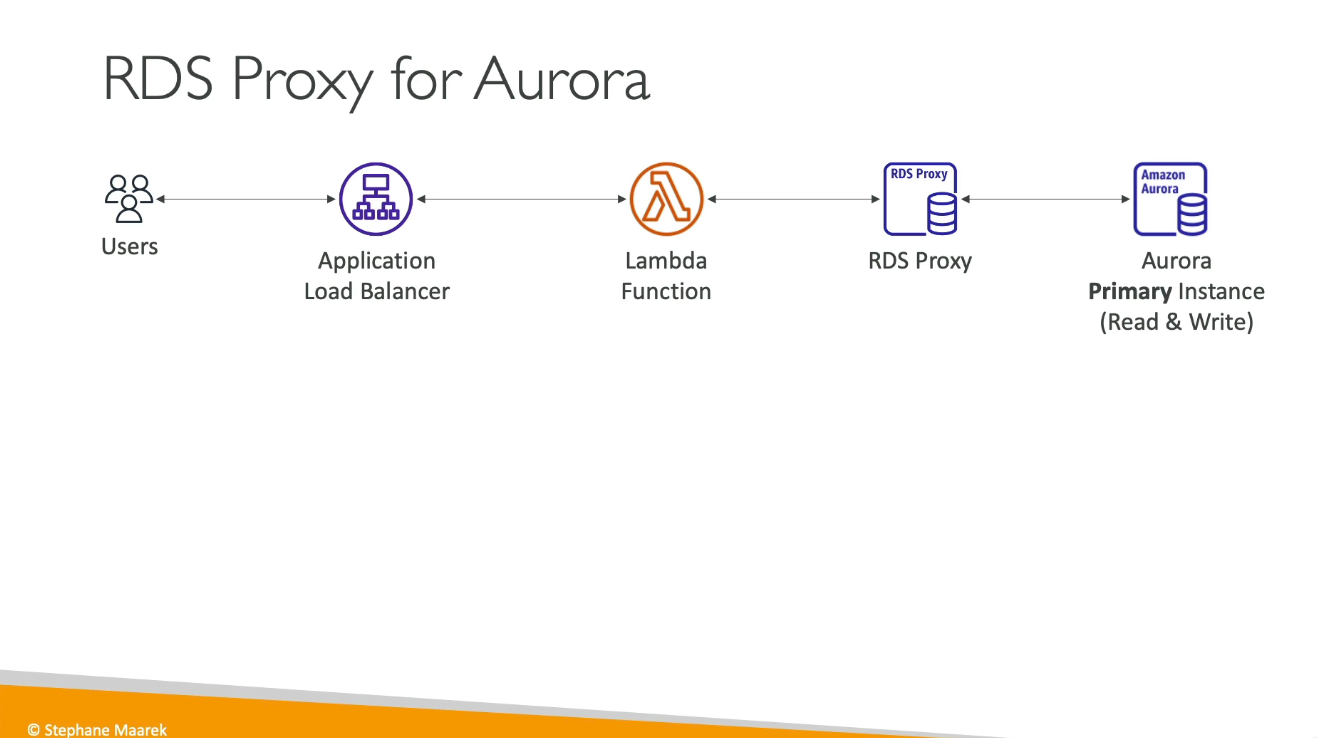 RDS Proxy for Aurora
RDS Proxy
Amazon
Aurora
Users
Application
Load Balancer
Lambda
Function
RDS Proxy
Aurora
Primary Instance
(Read & Write)
© Stephane Maarek